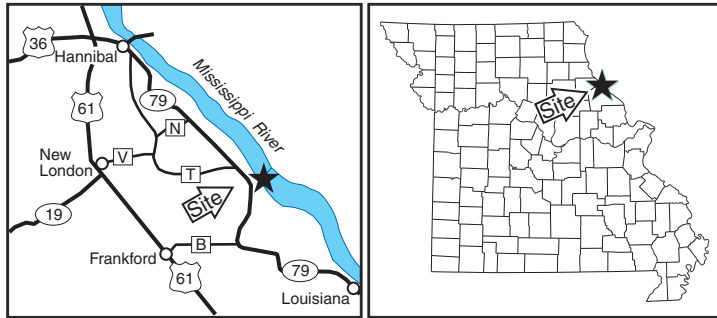 36
Hannibal
Mississippi River
79
61
N
New
London
V
T
Site
19
B
Frankford
61
79
Louisiana
Site